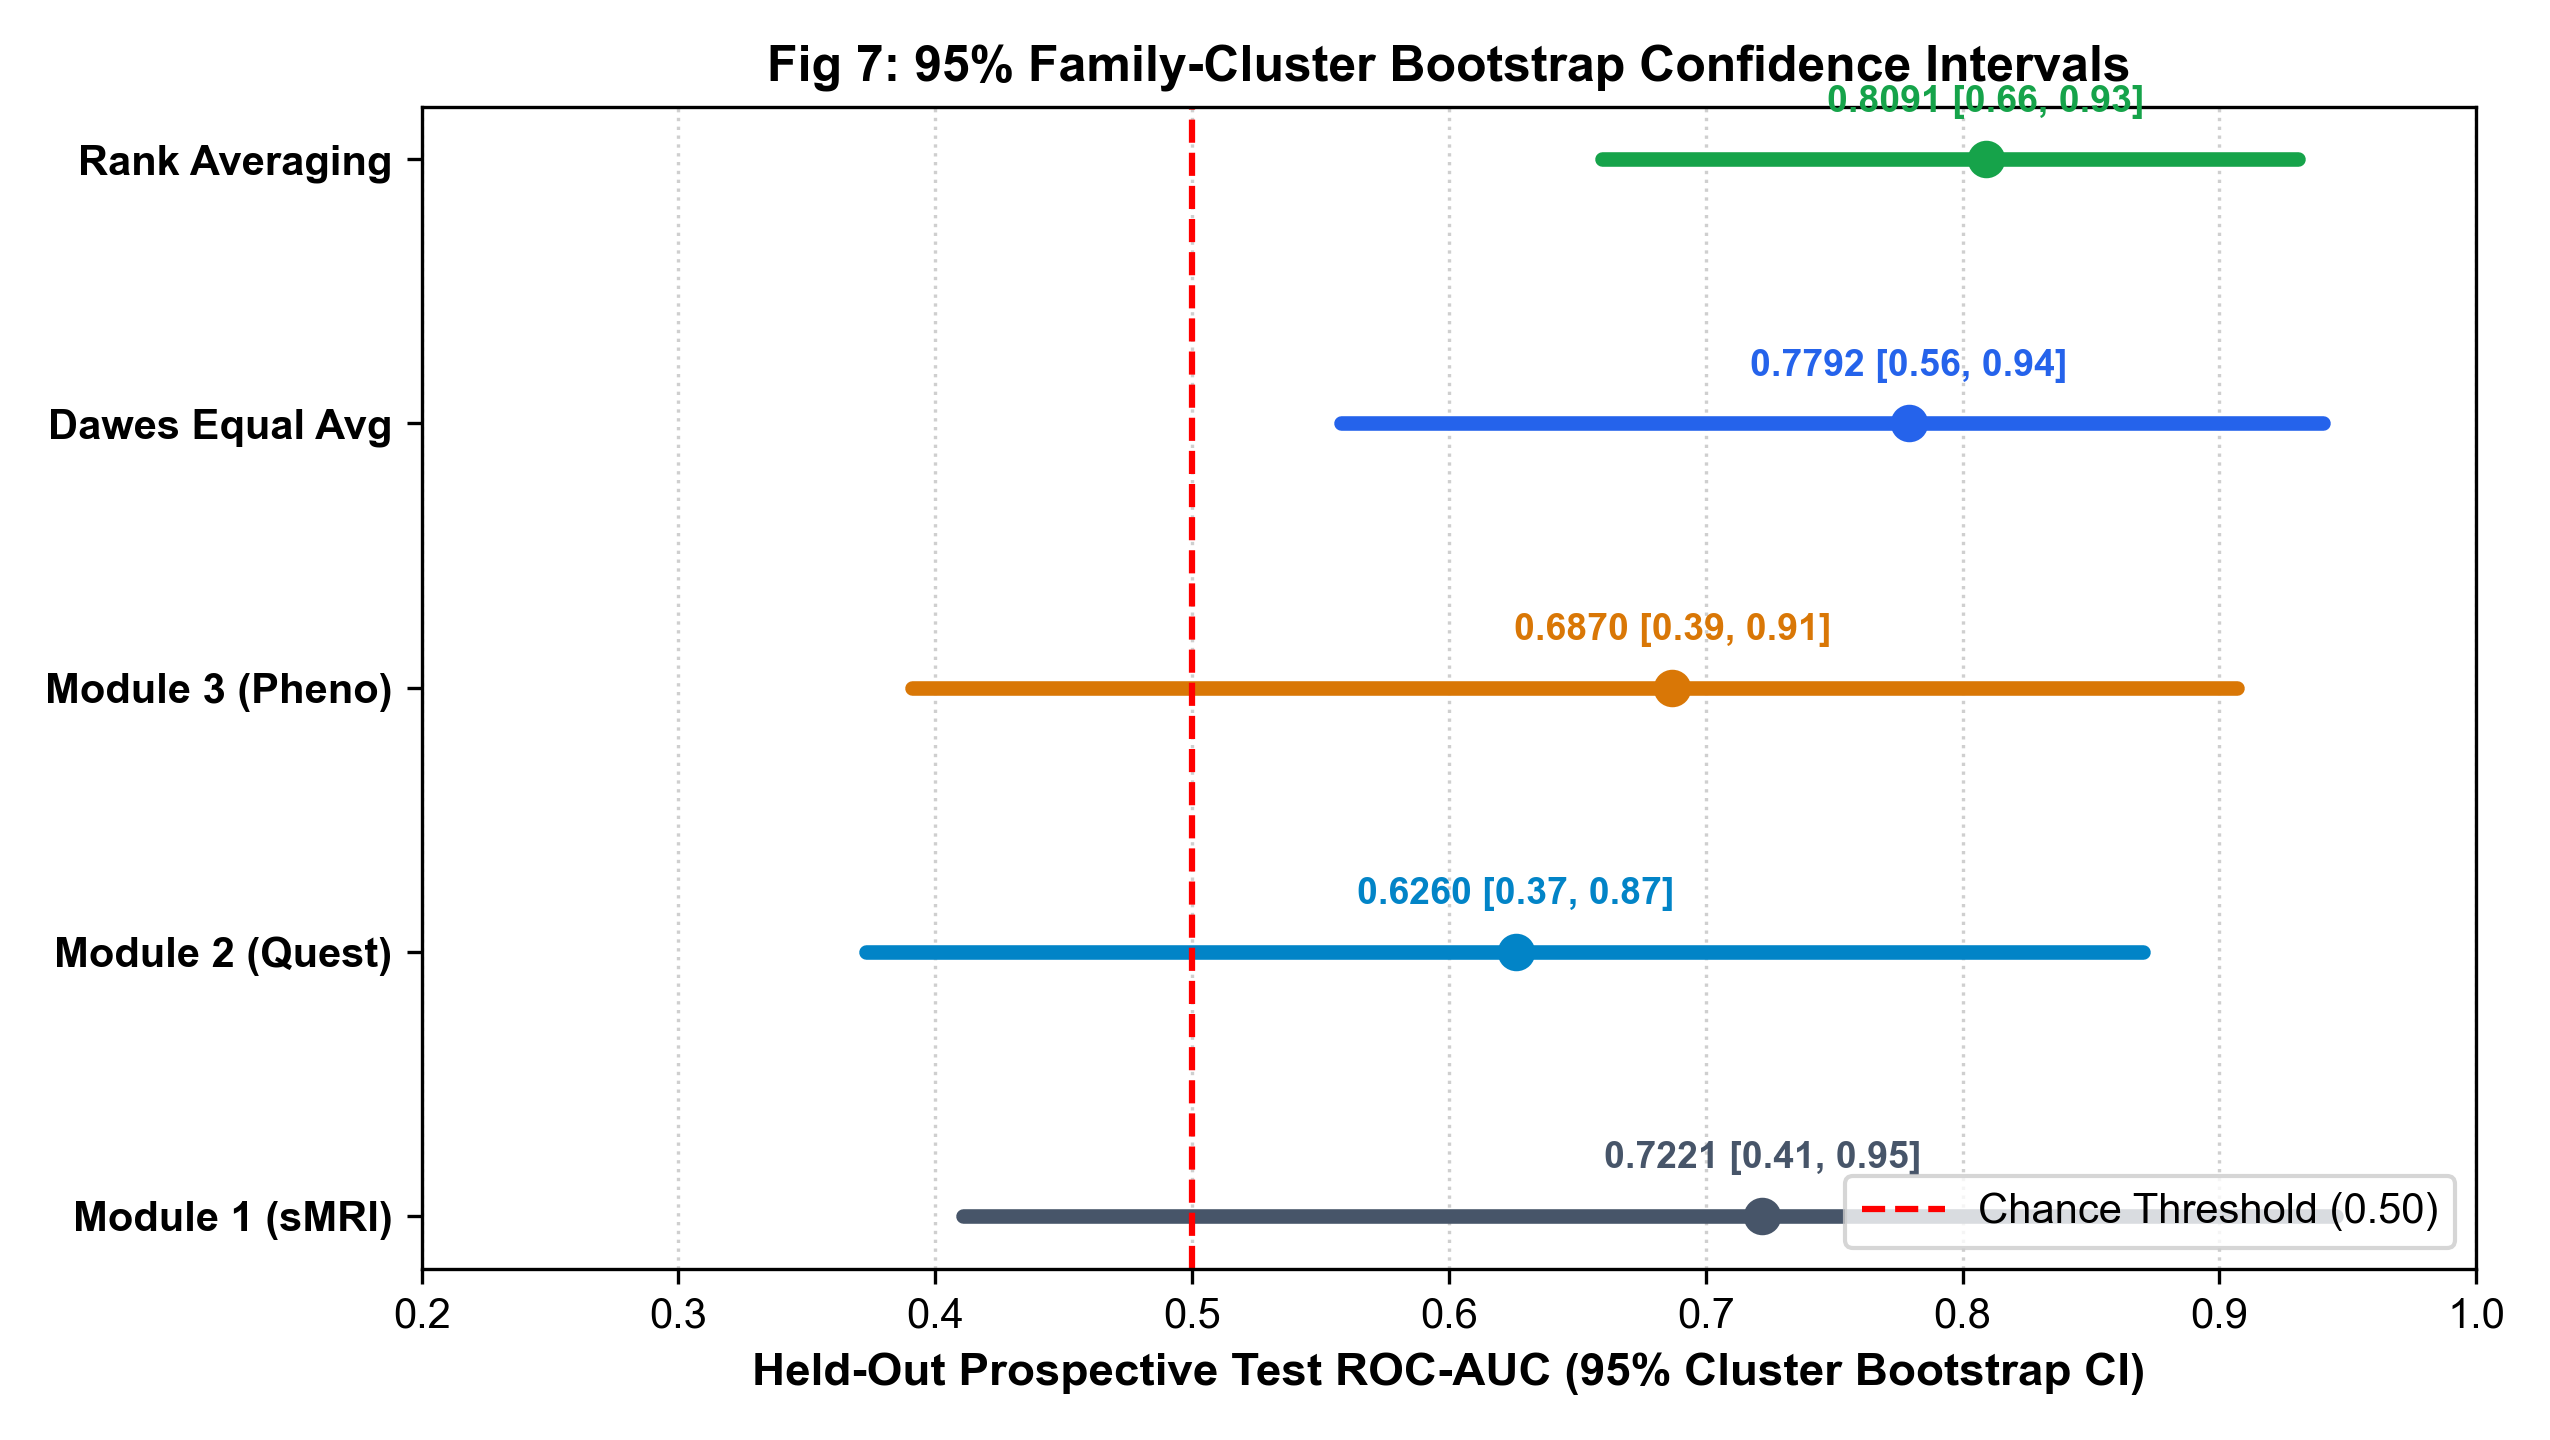 Fig 7: 95% Family-Cluster Bootstrap Confidence Intervals
0.8091 [0.66, 0.93]
Rank Averaging
0.7792 [0.56, 0.94]
Dawes Equal Avg
0.6870 [0.39, 0.91]
Module 3 (Pheno)
0.6260 [0.37, 0.87]
Module 2 (Quest)
0.7221 [0.41, 0.95]
Module 1 (sMRI)
Chance Threshold (0.50)
0.2 0.3 0.4 0.5 0.6 0.7 0.8 0.9 1.0
Held-Out Prospective Test ROC-AUC (95% Cluster Bootstrap CI)